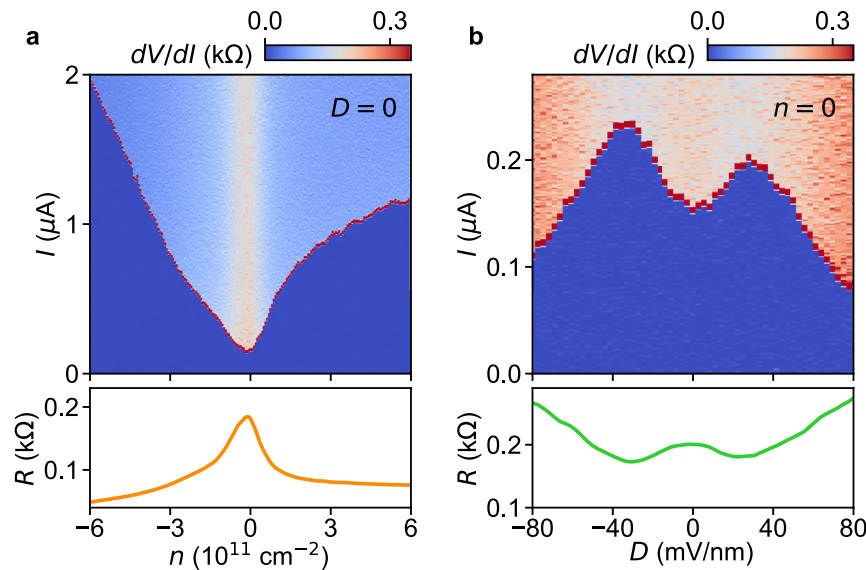 a
dV/dI (kΩ)
0.0
0.3
D = 0
I (μA)
2
1
0
R (kΩ)
0.2
0.1
−6
−3
0
3
6
n (10¹¹ cm⁻²)
b
dV/dI (kΩ)
0.0
0.3
n = 0
I (μA)
0.2
0.1
0.0
R (kΩ)
0.2
0.1
−80
−40
0
40
80
D (mV/nm)